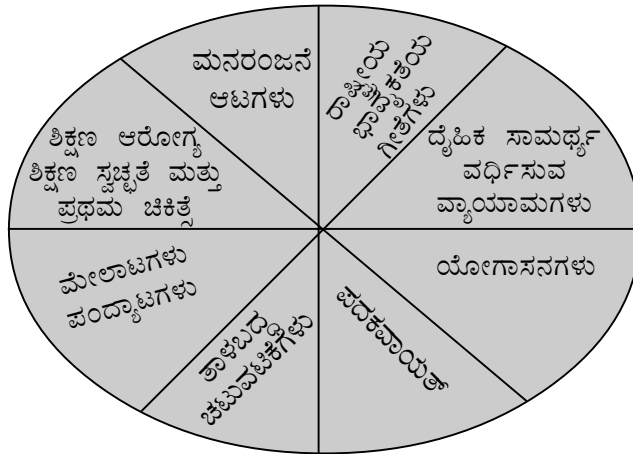 ಮನರಂಜನೆ
ಆಟಗಳು
ರಾಷ್ಟ್ರೀಯ
ಭಾವೈಕ್ಯತೆಯ
ಗೀತೆಗಳು
ದೈಹಿಕ ಸಾಮರ್ಥ್ಯ
ವರ್ಧಿಸುವ
ವ್ಯಾಯಾಮಗಳು
ಯೋಗಾಸನಗಳು
ಪದಕವಾಯತ್
ತಾಳಬದ್ಧ
ಚಟುವಟಿಕೆಗಳು
ಮೇಲಾಟಗಳು
ಪಂದ್ಯಾಟಗಳು
ಶಿಕ್ಷಣ ಆರೋಗ್ಯ
ಶಿಕ್ಷಣ ಸ್ವಚ್ಛತೆ ಮತ್ತು
ಪ್ರಥಮ ಚಿಕಿತ್ಸೆ